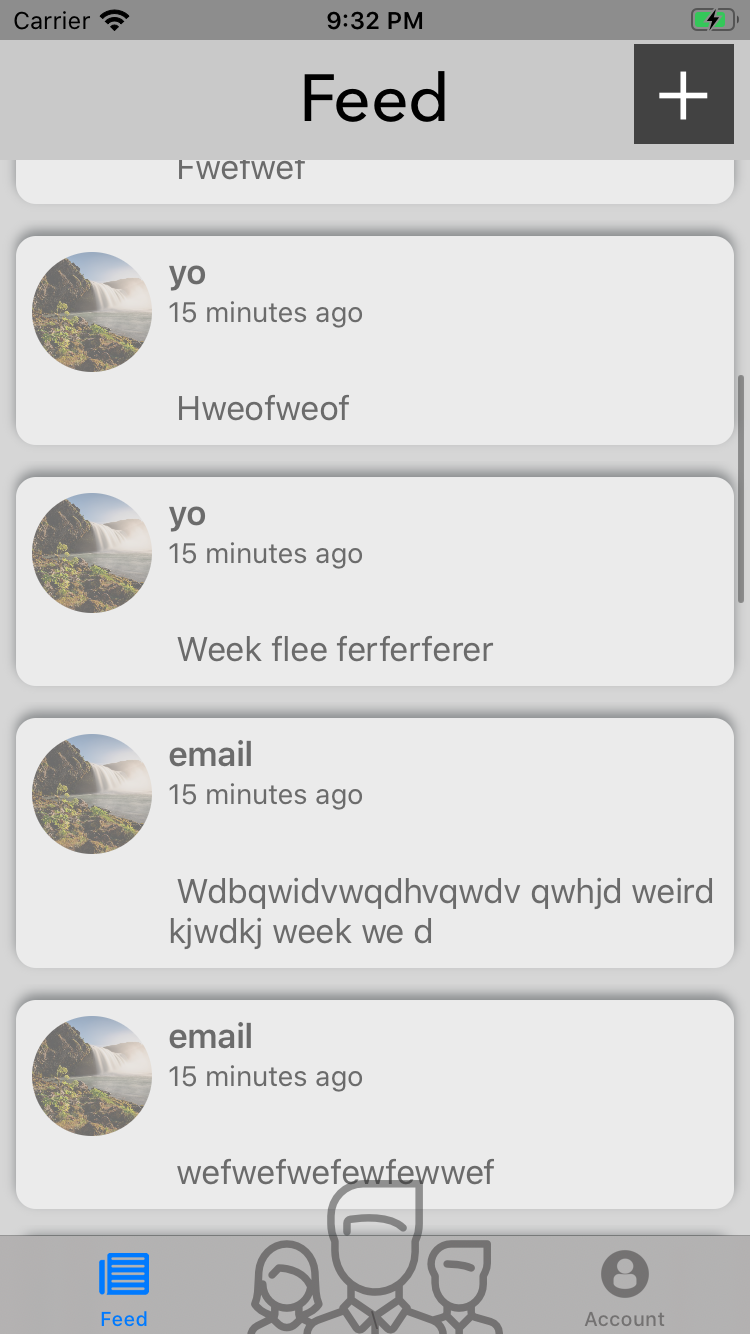 Carrier 9:32 PM
Feed
Fwefwef
yo
15 minutes ago
Hweofweof
yo
15 minutes ago
Week flee ferferferer
email
15 minutes ago
Wdbqwidvwqdhvqwdv qwhjd weird
kjwdkj week we d
email
15 minutes ago
wefwefwefewfewwef
Feed Account